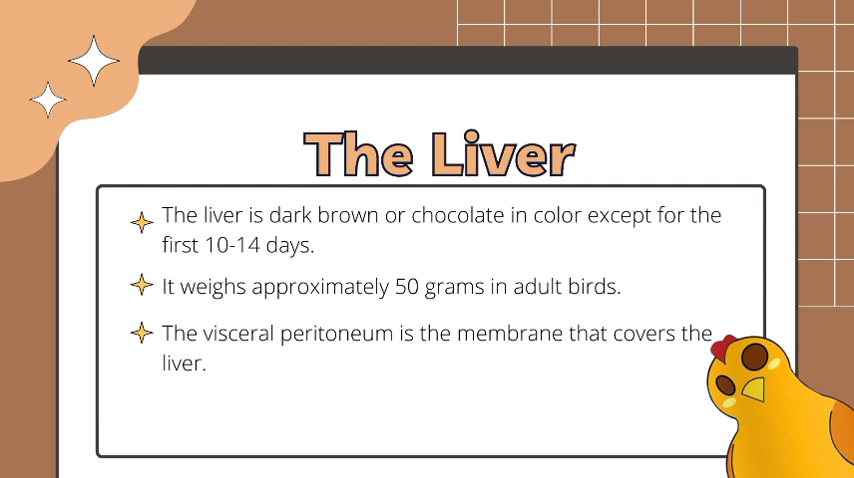 The Liver
The liver is dark brown or chocolate in color except for the
first 10-14 days.
It weighs approximately 50 grams in adult birds.
The visceral peritoneum is the membrane that covers the
liver.